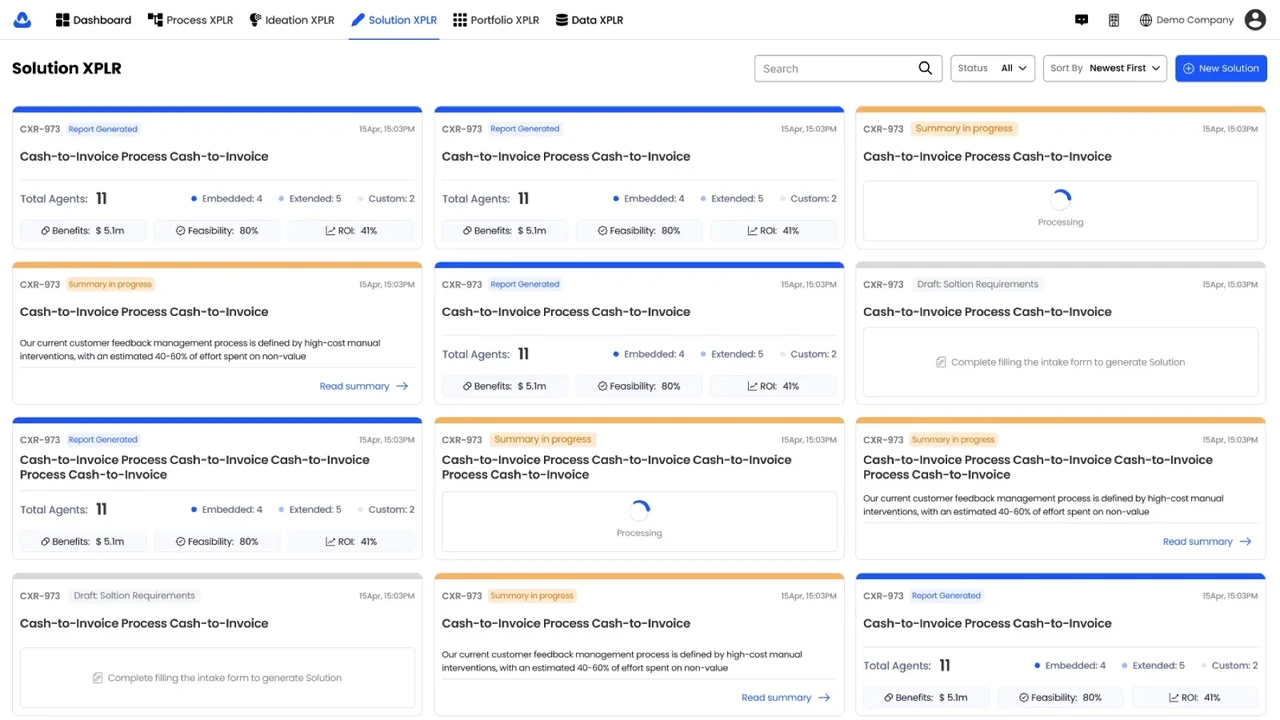 Dashboard Process XPLR Ideation XPLR Solution XPLR Portfolio XPLR Data XPLR Demo Company
Solution XPLR
Search Status All Sort By Newest First New Solution
CXR-973 Report Generated 15Apr, 15:03PM
Cash-to-Invoice Process Cash-to-Invoice
Total Agents: 11 Embedded: 4 Extended: 5 Custom: 2
Benefits: $ 5.1m Feasibility: 80% ROI: 41%
CXR-973 Report Generated 15Apr, 15:03PM
Cash-to-Invoice Process Cash-to-Invoice
Total Agents: 11 Embedded: 4 Extended: 5 Custom: 2
Benefits: $ 5.1m Feasibility: 80% ROI: 41%
CXR-973 Summary in progress 15Apr, 15:03PM
Cash-to-Invoice Process Cash-to-Invoice
Processing
CXR-973 Summary in progress 15Apr, 15:03PM
Cash-to-Invoice Process Cash-to-Invoice
Our current customer feedback management process is defined by high-cost manual
interventions, with an estimated 40-60% of effort spent on non-value
Read summary
CXR-973 Report Generated 15Apr, 15:03PM
Cash-to-Invoice Process Cash-to-Invoice
Total Agents: 11 Embedded: 4 Extended: 5 Custom: 2
Benefits: $ 5.1m Feasibility: 80% ROI: 41%
CXR-973 Draft: Soltion Requirements 15Apr, 15:03PM
Cash-to-Invoice Process Cash-to-Invoice
Complete filling the intake form to generate Solution
CXR-973 Report Generated 15Apr, 15:03PM
Cash-to-Invoice Process Cash-to-Invoice Cash-to-Invoice
Process Cash-to-Invoice
Total Agents: 11 Embedded: 4 Extended: 5 Custom: 2
Benefits: $ 5.1m Feasibility: 80% ROI: 41%
CXR-973 Summary in progress 15Apr, 15:03PM
Cash-to-Invoice Process Cash-to-Invoice Cash-to-Invoice
Process Cash-to-Invoice
Processing
CXR-973 Summary in progress 15Apr, 15:03PM
Cash-to-Invoice Process Cash-to-Invoice Cash-to-Invoice
Process Cash-to-Invoice
Our current customer feedback management process is defined by high-cost manual
interventions, with an estimated 40-60% of effort spent on non-value
Read summary
CXR-973 Draft: Soltion Requirements 15Apr, 15:03PM
Cash-to-Invoice Process Cash-to-Invoice
Complete filling the intake form to generate Solution
CXR-973 Summary in progress 15Apr, 15:03PM
Cash-to-Invoice Process Cash-to-Invoice
Our current customer feedback management process is defined by high-cost manual
interventions, with an estimated 40-60% of effort spent on non-value
Read summary
CXR-973 Report Generated 15Apr, 15:03PM
Cash-to-Invoice Process Cash-to-Invoice
Total Agents: 11 Embedded: 4 Extended: 5 Custom: 2
Benefits: $ 5.1m Feasibility: 80% ROI: 41%